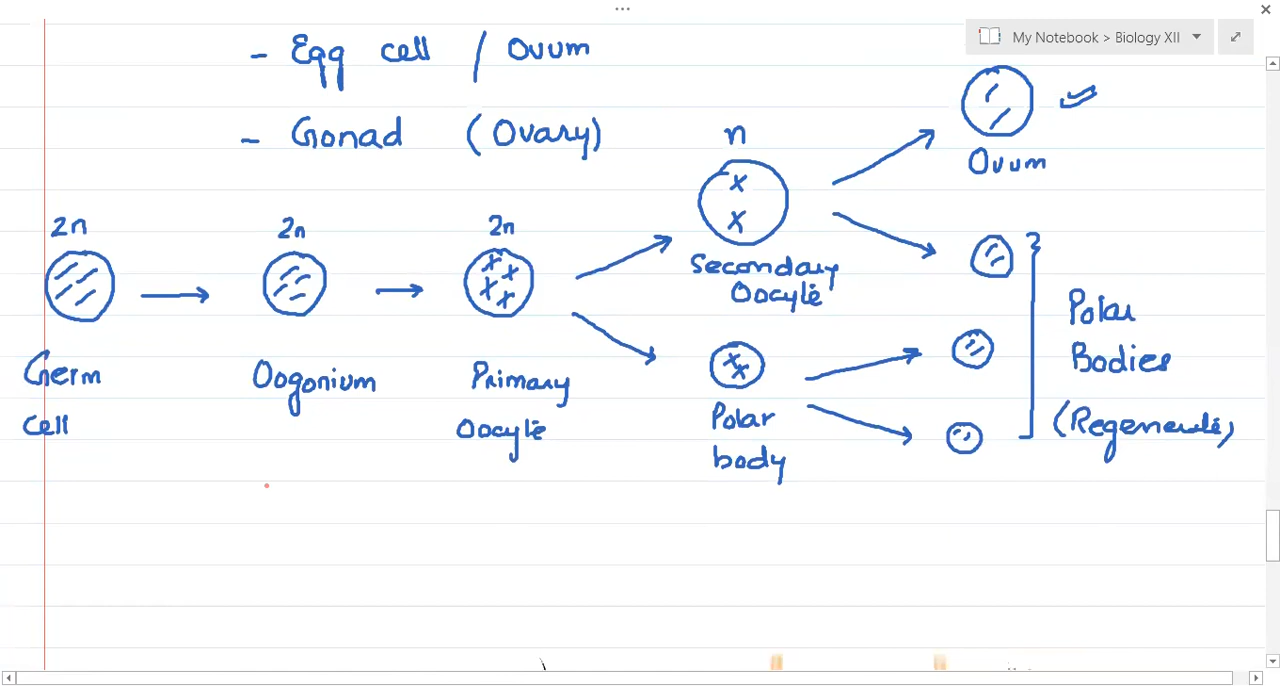 My Notebook > Biology XII
- Egg cell / Ovum
- Gonad (Ovary)
n
Ovum
2n
2n
2n
Secondary
Oocyte
Germ
cell
Oogonium
Primary
Oocyte
Polar
body
Polar
Bodies
(Regenerate)